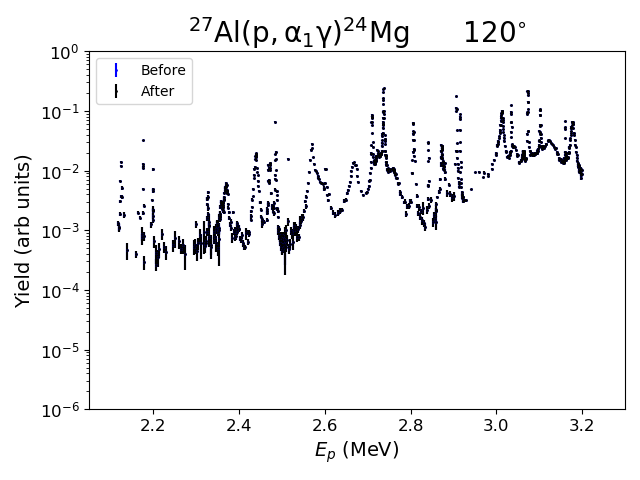 ²⁷Al(p, α₁γ)²⁴Mg 120°
Before
After
Yield (arb units)
10⁰
10⁻¹
10⁻²
10⁻³
10⁻⁴
10⁻⁵
10⁻⁶
2.2 2.4 2.6 2.8 3.0 3.2
Eₚ (MeV)